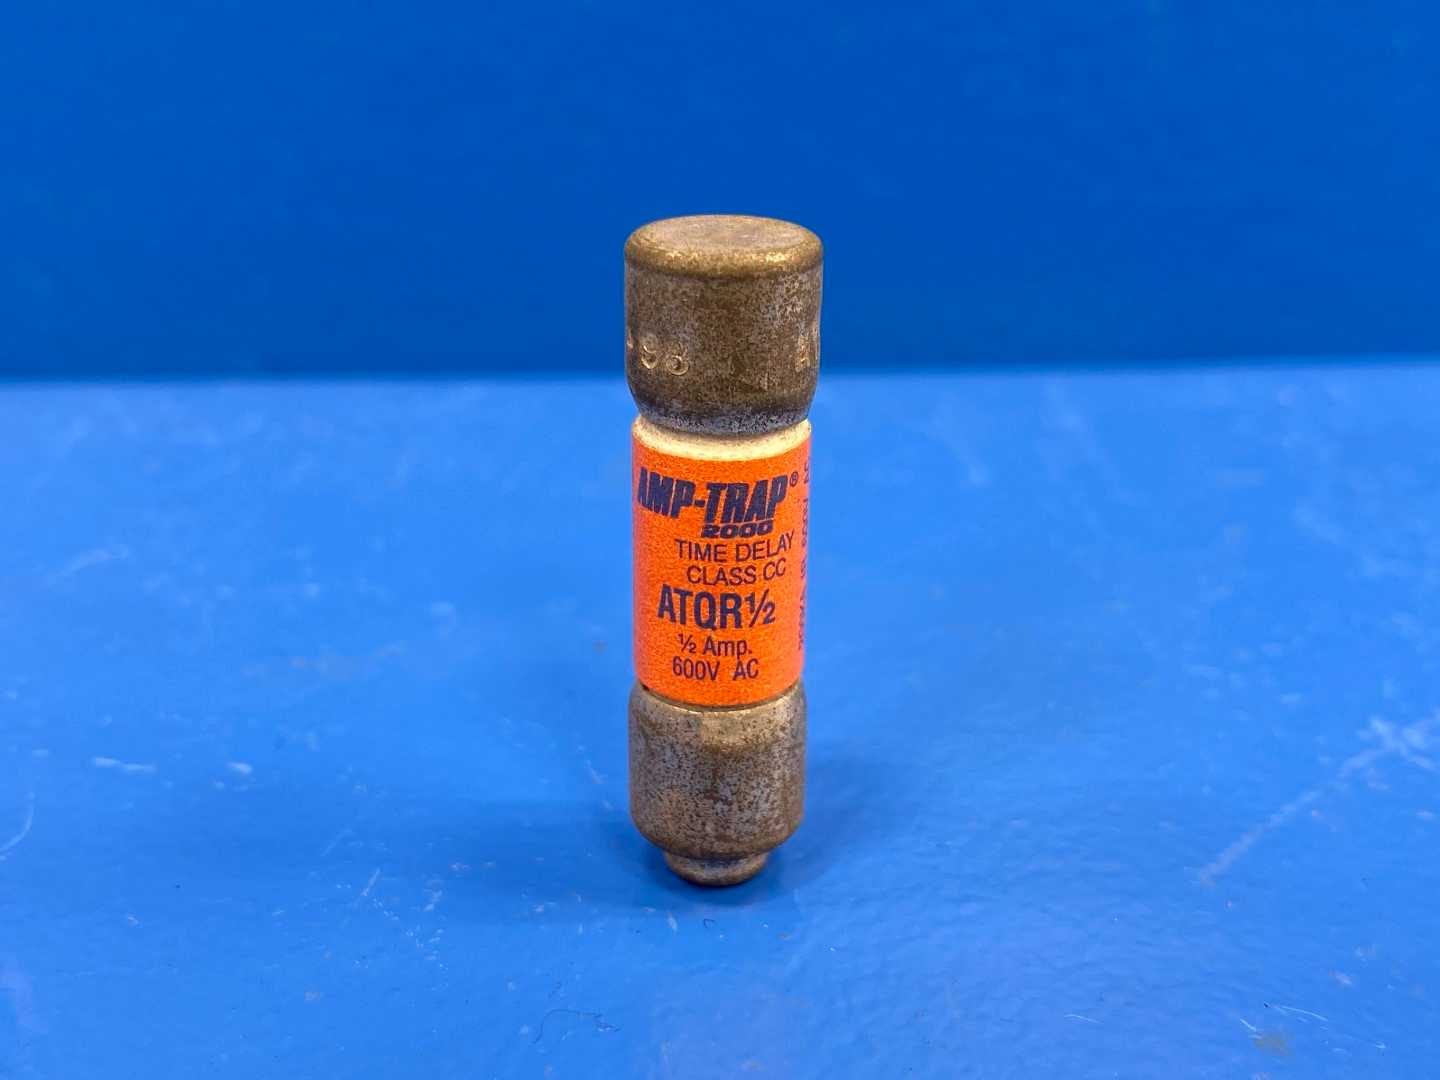 AMP-TRAP®
2000
TIME DELAY
CLASS CC
ATQR½
½ Amp.
600V AC